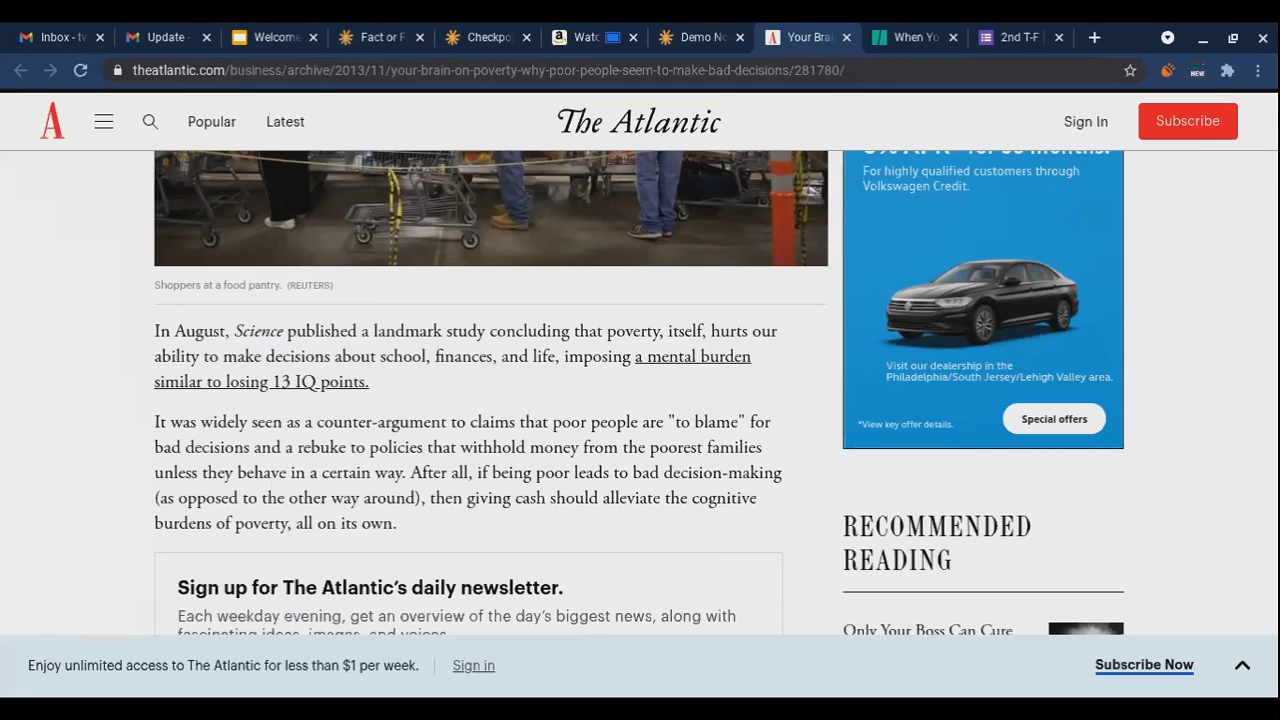 Inbox - tv
Update -
Welcome
Fact or F
Checkpo
Watc
Demo No
Your Brai
When Yo
2nd T-F
theatlantic.com/business/archive/2013/11/your-brain-on-poverty-why-poor-people-seem-to-make-bad-decisions/281780/
NEW
A
Popular
Latest
The Atlantic
Sign In
Subscribe
For highly qualified customers through
Volkswagen Credit.
Shoppers at a food pantry. (REUTERS)
In August, Science published a landmark study concluding that poverty, itself, hurts our
ability to make decisions about school, finances, and life, imposing a mental burden
similar to losing 13 IQ points.
It was widely seen as a counter-argument to claims that poor people are "to blame" for
bad decisions and a rebuke to policies that withhold money from the poorest families
unless they behave in a certain way. After all, if being poor leads to bad decision-making
(as opposed to the other way around), then giving cash should alleviate the cognitive
burdens of poverty, all on its own.
Visit our dealership in the
Philadelphia/South Jersey/Lehigh Valley area.
*View key offer details.
Special offers
RECOMMENDED
READING
Only Your Boss Can Cure
Sign up for The Atlantic's daily newsletter.
Each weekday evening, get an overview of the day's biggest news, along with
fascinating ideas, images, and voices.
Enjoy unlimited access to The Atlantic for less than $1 per week.
Sign in
Subscribe Now